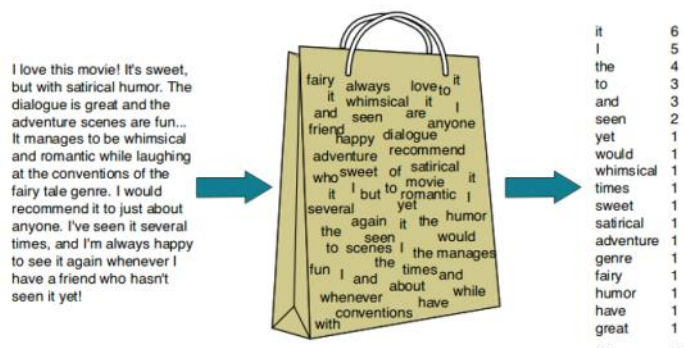 I love this movie! It's sweet,
but with satirical humor. The
dialogue is great and the
adventure scenes are fun...
It manages to be whimsical
and romantic while laughing
at the conventions of the
fairy tale genre. I would
recommend it to just about
anyone. I've seen it several
times, and I'm always happy
to see it again whenever I
have a friend who hasn't
seen it yet!
fairy always love to it
it whimsical it I
and seen are anyone
friend happy dialogue
adventure recommend
who sweet of satirical
it I but to movie romantic I it
several yet
again it the humor
the seen would
to scenes I the manages
fun the times and
I and about while
whenever have
conventions
with
it 6
I 5
the 4
to 3
and 3
seen 2
yet 1
would 1
whimsical 1
times 1
sweet 1
satirical 1
adventure 1
genre 1
fairy 1
humor 1
have 1
great 1